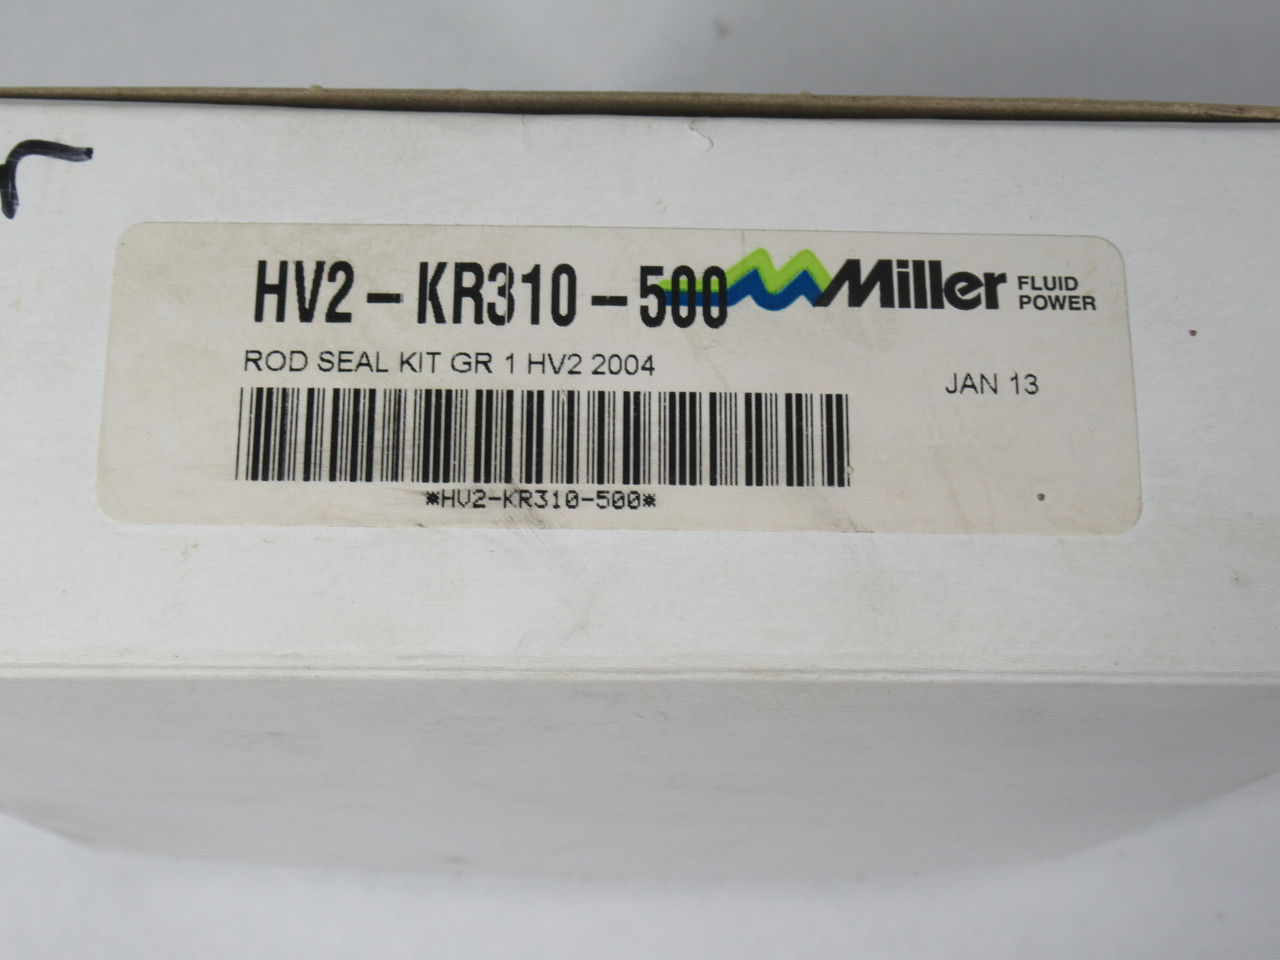 HV2-KR310-500
Miller FLUID
POWER
ROD SEAL KIT GR 1 HV2 2004
JAN 13
*HV2-KR310-500*